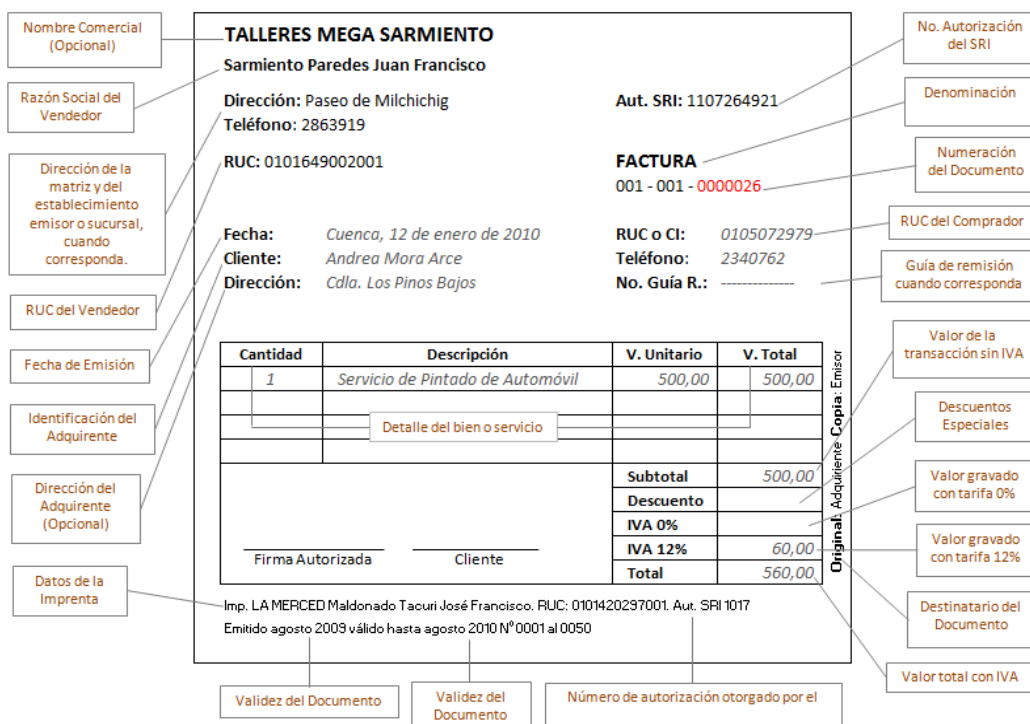 Nombre Comercial
(Opcional)
Razón Social del
Vendedor
Dirección de la
matriz y del
establecimiento
emisor o sucursal,
cuando
corresponda.
RUC del Vendedor
Fecha de Emisión
Identificación del
Adquirente
Dirección del
Adquirente
(Opcional)
Datos de la
Imprenta
TALLERES MEGA SARMIENTO
Sarmiento Paredes Juan Francisco
Dirección: Paseo de Milchichig
Teléfono: 2863919
RUC: 0101649002001
Aut. SRI: 1107264921
FACTURA
001 - 001 - 0000026
Fecha: Cuenca, 12 de enero de 2010
Cliente: Andrea Mora Arce
Dirección: Cdla. Los Pinos Bajos
RUC o CI: 0105072979
Teléfono: 2340762
No. Guía R.: --------------
Cantidad Descripción V. Unitario V. Total
1 Servicio de Pintado de Automóvil 500,00 500,00
Detalle del bien o servicio
Subtotal 500,00
Descuento
IVA 0%
IVA 12% 60,00
Total 560,00
Firma Autorizada Cliente
Original: Adquiriente Copia: Emisor
Imp. LA MERCED Maldonado Tacuri José Francisco. RUC: 0101420297001. Aut. SRI 1017
Emitido agosto 2009 válido hasta agosto 2010 Nº 0001 al 0050
No. Autorización
del SRI
Denominación
Numeración
del Documento
RUC del Comprador
Guía de remisión
cuando corresponda
Valor de la
transacción sin IVA
Descuentos
Especiales
Valor gravado
con tarifa 0%
Valor gravado
con tarifa 12%
Destinatario del
Documento
Valor total con IVA
Validez del Documento
Validez del
Documento
Número de autorización otorgado por el